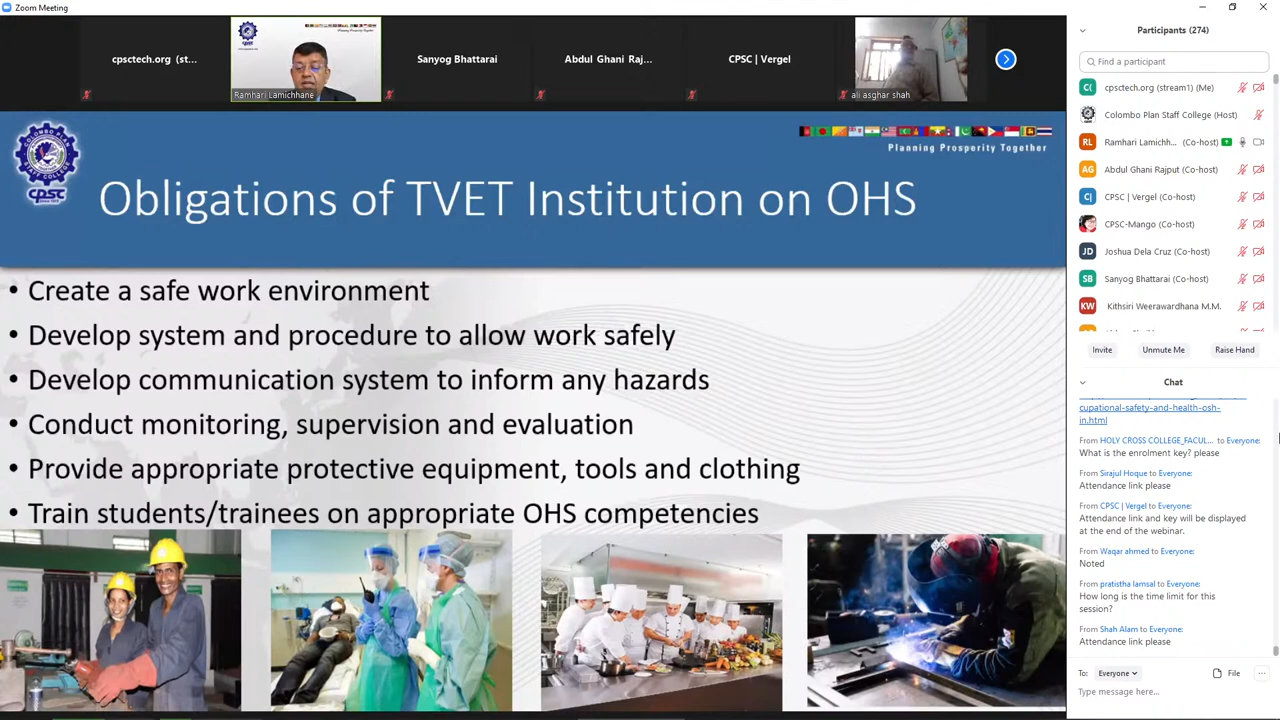 Zoom Meeting
cpsctech.org (st...
Ramhari Lamichhane
Sanyog Bhattarai
Abdul Ghani Raj...
CPSC | Vergel
ali asghar shah
Planning Prosperity Together
cpsc
Obligations of TVET Institution on OHS
• Create a safe work environment
• Develop system and procedure to allow work safely
• Develop communication system to inform any hazards
• Conduct monitoring, supervision and evaluation
• Provide appropriate protective equipment, tools and clothing
• Train students/trainees on appropriate OHS competencies
Participants (274)
Find a participant
C( cpsctech.org (stream1) (Me)
Colombo Plan Staff College (Host)
RL Ramhari Lamichh... (Co-host)
AG Abdul Ghani Rajput (Co-host)
C| CPSC | Vergel (Co-host)
CPSC-Mango (Co-host)
JD Joshua Dela Cruz (Co-host)
SB Sanyog Bhattarai (Co-host)
KW Kithsiri Weerawardhana M.M.
Invite
Unmute Me
Raise Hand
Chat
cupational-safety-and-health-osh-
in.html
From HOLY CROSS COLLEGE_FACUL... to Everyone:
What is the enrolment key? please
From Sirajul Hoque to Everyone:
Attendance link please
From CPSC | Vergel to Everyone:
Attendance link and key will be displayed
at the end of the webinar.
From Waqar ahmed to Everyone:
Noted
From pratistha lamsal to Everyone:
How long is the time limit for this
session?
From Shah Alam to Everyone:
Attendance link please
To: Everyone
File
...
Type message here...